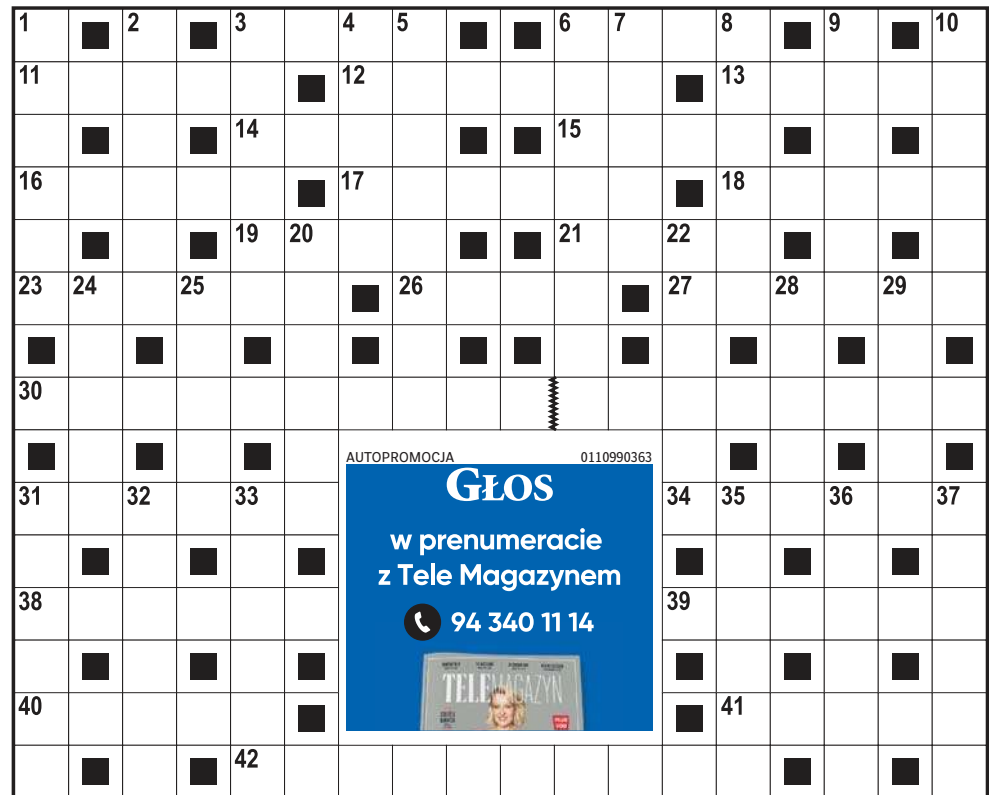 1 2 3 4 5 6 7 8 9 10
11 12 13
14 15
16 17 18
19 20 21 22
23 24 25 26 27 28 29
30
AUTOPROMOCJA 0110990363
GŁOS
31 32 33 34 35 36 37
w prenumeracie
z Tele Magazynem
38 94 340 11 14 39
TELEMAGAZYN
40 41
42